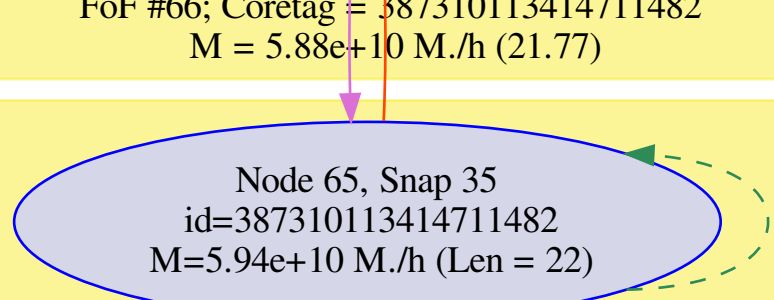 FoF #66; Coretag = 387310113414711482
M = 5.88e+10 M./h (21.77)
Node 65, Snap 35
id=387310113414711482
M=5.94e+10 M./h (Len = 22)